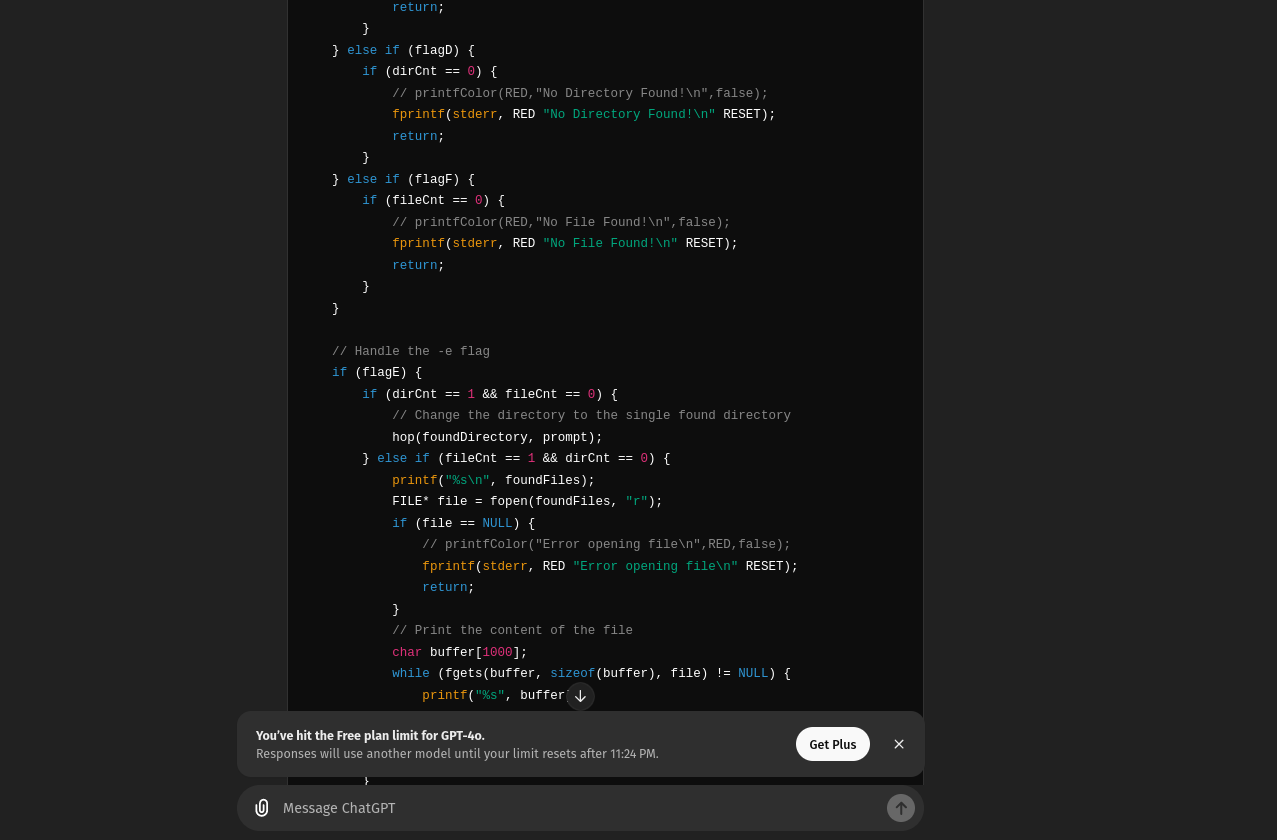 return;
        }
    } else if (flagD) {
        if (dirCnt == 0) {
            // printfColor(RED,"No Directory Found!\n",false);
            fprintf(stderr, RED "No Directory Found!\n" RESET);
            return;
        }
    } else if (flagF) {
        if (fileCnt == 0) {
            // printfColor(RED,"No File Found!\n",false);
            fprintf(stderr, RED "No File Found!\n" RESET);
            return;
        }
    }

    // Handle the -e flag
    if (flagE) {
        if (dirCnt == 1 && fileCnt == 0) {
            // Change the directory to the single found directory
            hop(foundDirectory, prompt);
        } else if (fileCnt == 1 && dirCnt == 0) {
            printf("%s\n", foundFiles);
            FILE* file = fopen(foundFiles, "r");
            if (file == NULL) {
                // printfColor("Error opening file\n",RED,false);
                fprintf(stderr, RED "Error opening file\n" RESET);
                return;
            }
            // Print the content of the file
            char buffer[1000];
            while (fgets(buffer, sizeof(buffer), file) != NULL) {
                printf("%s", buffer
You've hit the Free plan limit for GPT-4o.
Responses will use another model until your limit resets after 11:24 PM.
Get Plus
        }
Message ChatGPT